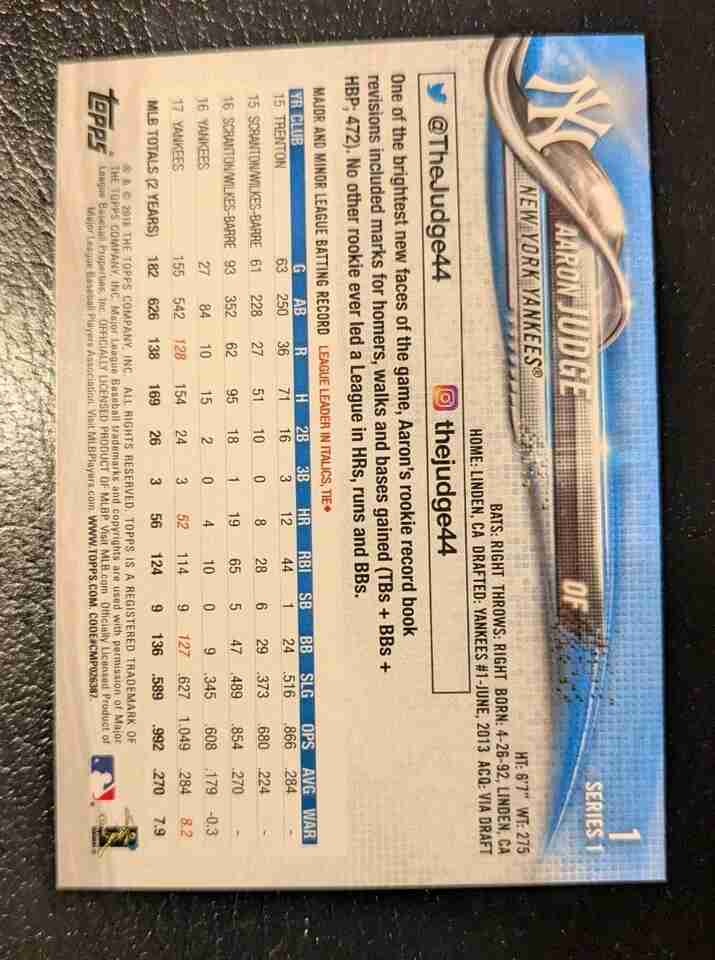 1
SERIES 1
NY
AARON JUDGE OF
NEW YORK YANKEES®
HT: 6'7" WT: 275
BATS: RIGHT THROWS: RIGHT BORN: 4-26-92, LINDEN, CA
HOME: LINDEN, CA DRAFTED: YANKEES #1-JUNE, 2013 ACQ: VIA DRAFT
@TheJudge44 thejudge44
One of the brightest new faces of the game, Aaron's rookie record book
revisions included marks for homers, walks and bases gained (TBs + BBs +
HBP; 472). No other rookie ever led a League in HRs, runs and BBs.
MAJOR AND MINOR LEAGUE BATTING RECORD LEAGUE LEADER IN ITALICS, TIE♦
YR CLUB G AB R H 2B 3B HR RBI SB BB SLG OPS AVG WAR
15 TRENTON 63 250 36 71 16 3 12 44 1 24 .516 .866 .284 -
15 SCRANTON/WILKES-BARRE 61 228 27 51 10 0 8 28 6 29 .373 .680 .224 -
16 SCRANTON/WILKES-BARRE 93 352 62 95 18 1 19 65 5 47 .489 .854 .270 -
16 YANKEES 27 84 10 15 2 0 4 10 0 9 .345 .608 .179 -0.3
17 YANKEES 155 542 128 154 24 3 52 114 9 127 .627 1.049 .284 8.2
MLB TOTALS (2 YEARS) 182 626 138 169 26 3 56 124 9 136 .589 .992 .270 7.9
topps®
® & © 2018 THE TOPPS COMPANY, INC. ALL RIGHTS RESERVED. TOPPS IS A REGISTERED TRADEMARK OF
THE TOPPS COMPANY, INC. Major League Baseball trademarks and copyrights are used with permission of Major
League Baseball Properties, Inc. OFFICIALLY LICENSED PRODUCT OF MLBP. Visit MLB.com. Officially Licensed Product of
Major League Baseball Players Association. Visit MLBPlayers.com. WWW.TOPPS.COM. CODE#CMP026387.